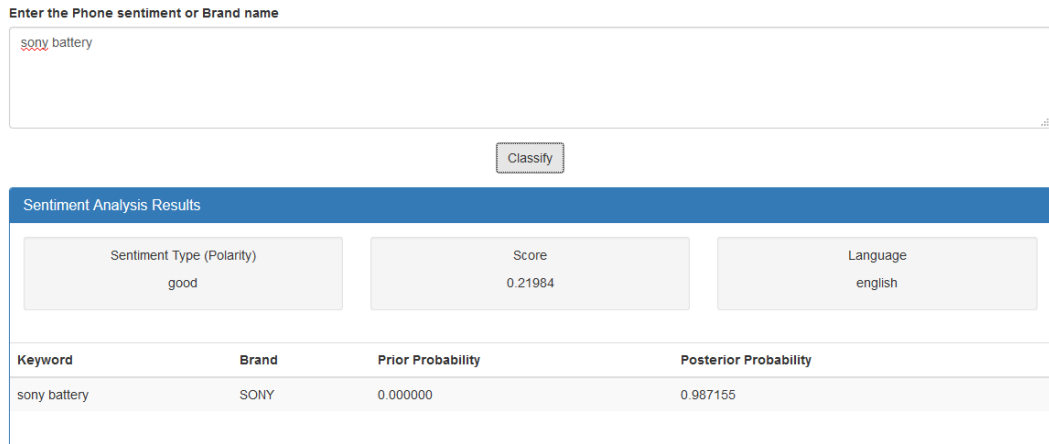 Enter the Phone sentiment or Brand name
sony battery
Classify
Sentiment Analysis Results
Sentiment Type (Polarity) Score Language
good 0.21984 english
Keyword Brand Prior Probability Posterior Probability
sony battery SONY 0.000000 0.987155